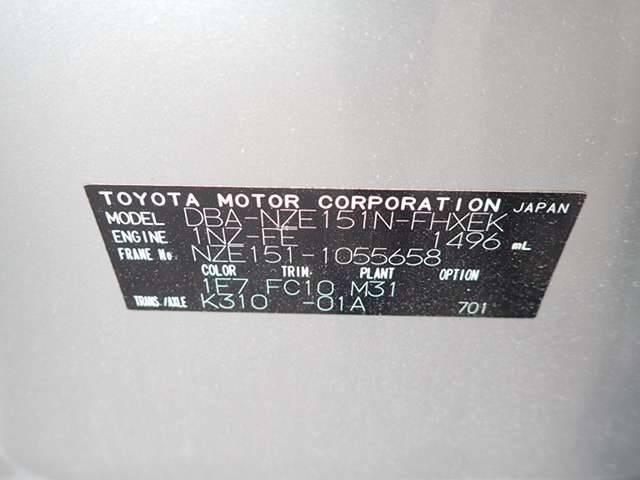 TOYOTA MOTOR CORPORATION JAPAN
MODEL DBA-NZE151N-FHXEK
ENGINE 1NZ-FE 1496 mL
FRAME No. NZE151-1055658
COLOR TRIM PLANT OPTION
1E7 FC10 M31
TRANS./AXLE K310 -01A 701